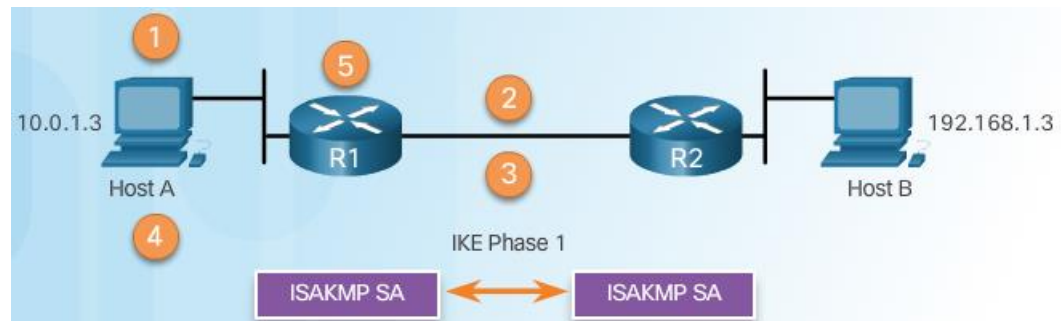 1
5
2
10.0.1.3
R1
R2
192.168.1.3
3
Host A
Host B
4
IKE Phase 1
ISAKMP SA
ISAKMP SA